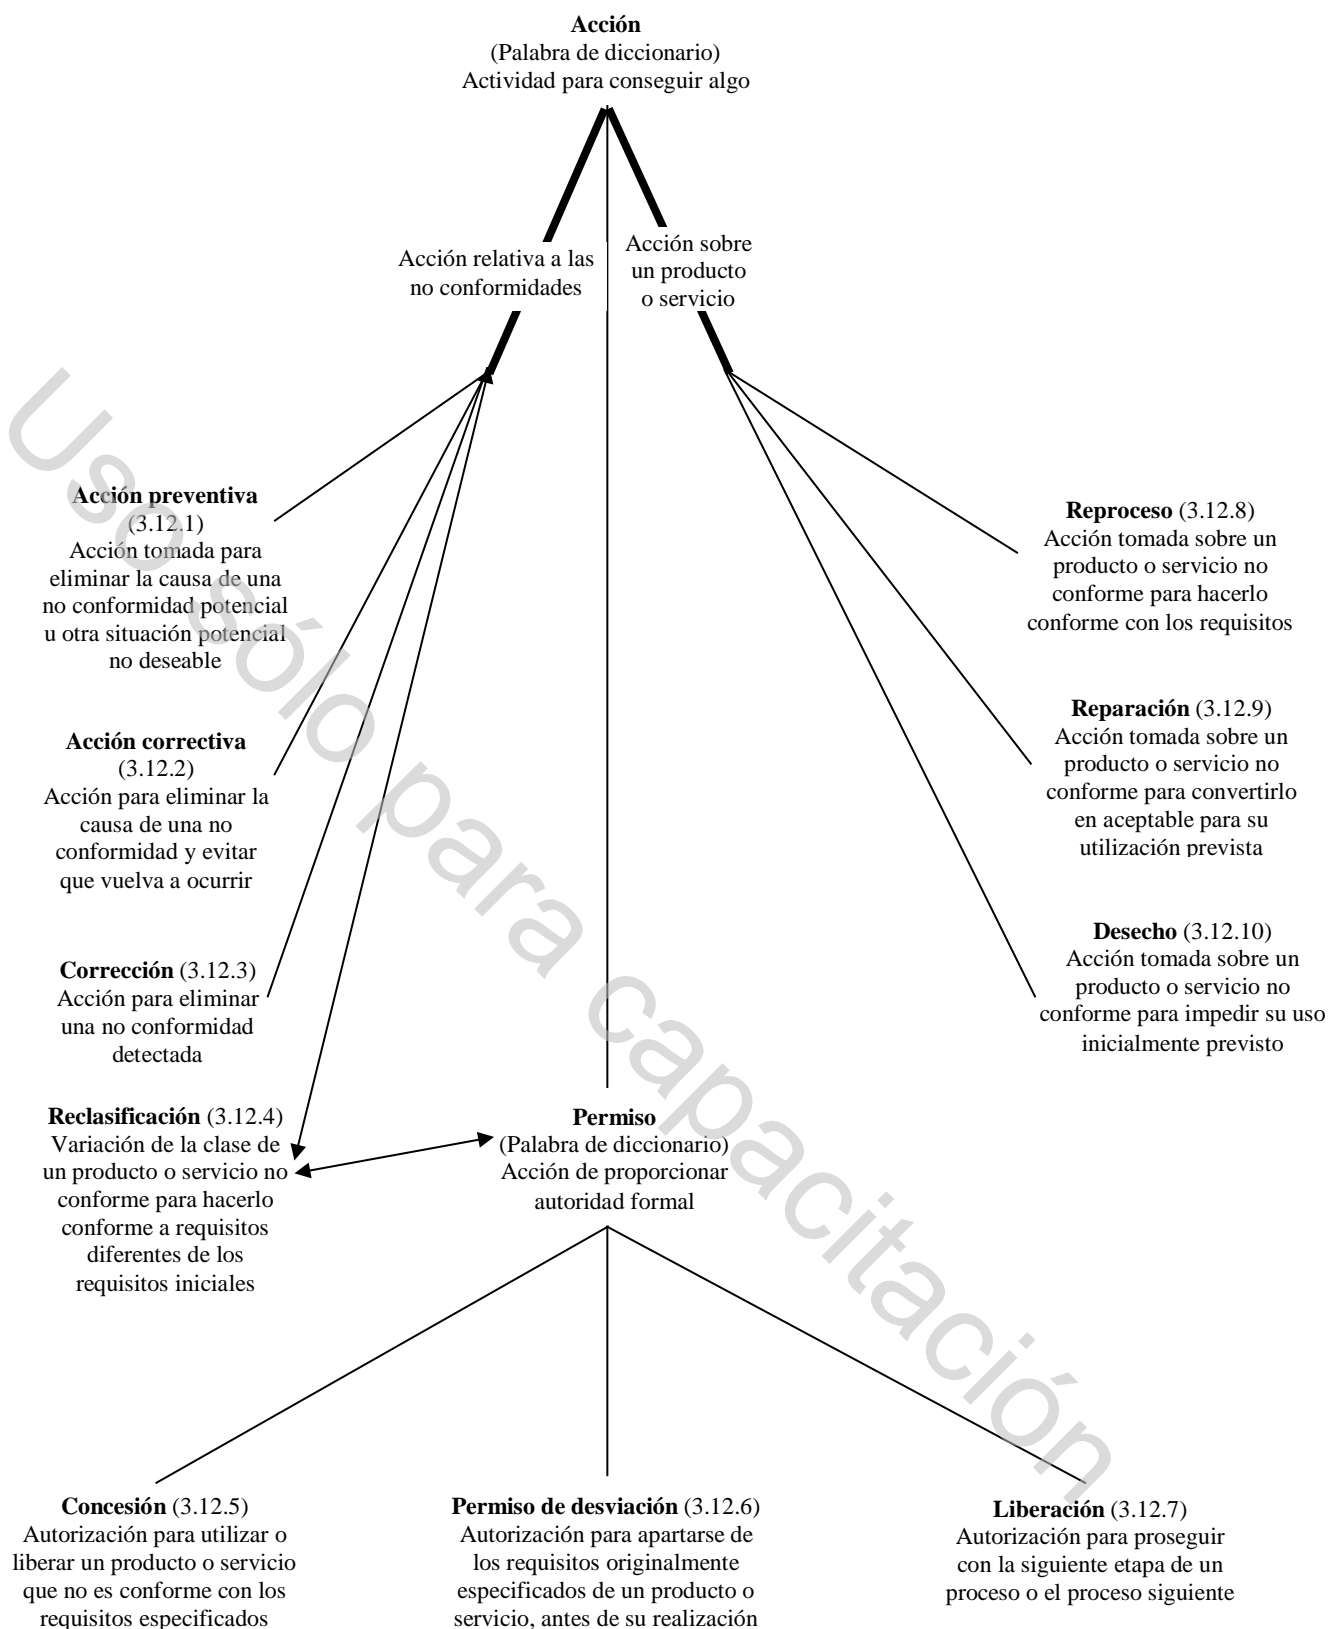 Acción
(Palabra de diccionario)
Actividad para conseguir algo
Acción relativa a las
no conformidades
Acción sobre
un producto
o servicio
Acción preventiva
(3.12.1)
Acción tomada para
eliminar la causa de una
no conformidad potencial
u otra situación potencial
no deseable
Acción correctiva
(3.12.2)
Acción para eliminar la
causa de una no
conformidad y evitar
que vuelva a ocurrir
Corrección (3.12.3)
Acción para eliminar
una no conformidad
detectada
Reclasificación (3.12.4)
Variación de la clase de
un producto o servicio no
conforme para hacerlo
conforme a requisitos
diferentes de los
requisitos iniciales
Reproceso (3.12.8)
Acción tomada sobre un
producto o servicio no
conforme para hacerlo
conforme con los requisitos
Reparación (3.12.9)
Acción tomada sobre un
producto o servicio no
conforme para convertirlo
en aceptable para su
utilización prevista
Desecho (3.12.10)
Acción tomada sobre un
producto o servicio no
conforme para impedir su uso
inicialmente previsto
Permiso
(Palabra de diccionario)
Acción de proporcionar
autoridad formal
Concesión (3.12.5)
Autorización para utilizar o
liberar un producto o servicio
que no es conforme con los
requisitos especificados
Permiso de desviación (3.12.6)
Autorización para apartarse de
los requisitos originalmente
especificados de un producto o
servicio, antes de su realización
Liberación (3.12.7)
Autorización para proseguir
con la siguiente etapa de un
proceso o el proceso siguiente
Uso sólo para capacitación